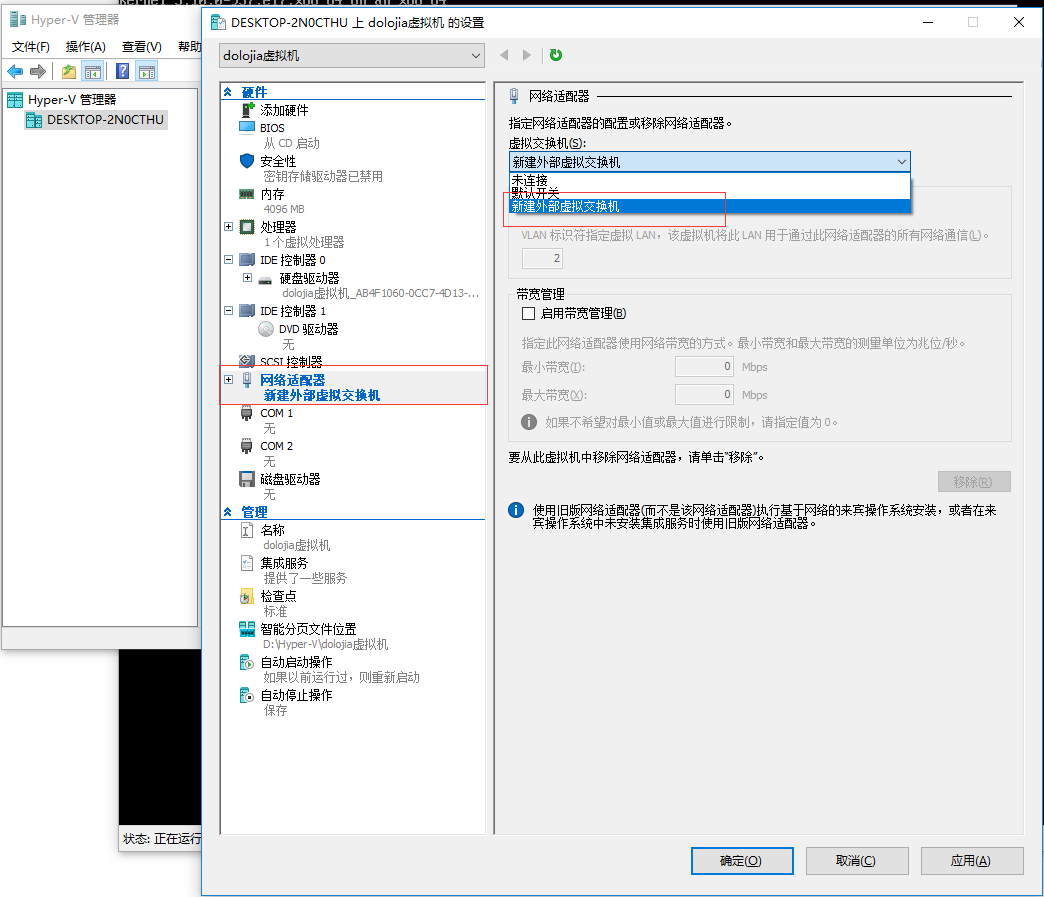 Hyper-V 管理器
文件(F) 操作(A) 查看(V) 帮助
Hyper-V 管理器
DESKTOP-2N0CTHU
状态: 正在运行
DESKTOP-2N0CTHU 上 dolojia虚拟机 的设置
dolojia虚拟机
硬件
添加硬件
BIOS
从 CD 启动
安全性
密钥存储驱动器已禁用
内存
4096 MB
处理器
1 个虚拟处理器
IDE 控制器 0
硬盘驱动器
dolojia虚拟机_AB4F1060-0CC7-4D13-...
IDE 控制器 1
DVD 驱动器
无
SCSI 控制器
网络适配器
新建外部虚拟交换机
COM 1
无
COM 2
无
磁盘驱动器
无
管理
名称
dolojia虚拟机
集成服务
提供了一些服务
检查点
标准
智能分页文件位置
D:\Hyper-V\dolojia虚拟机
自动启动操作
如果以前运行过，则重新启动
自动停止操作
保存
网络适配器
指定网络适配器的配置或移除网络适配器。
虚拟交换机(S):
新建外部虚拟交换机
未连接
默认开关
新建外部虚拟交换机
VLAN 标识符指定虚拟 LAN，该虚拟机将此 LAN 用于通过此网络适配器的所有网络通信(L)。
2
带宽管理
启用带宽管理(B)
指定此网络适配器使用网络带宽的方式。最小带宽和最大带宽的测量单位为兆位/秒。
最小带宽(I): 0 Mbps
最大带宽(X): 0 Mbps
如果不希望对最小值或最大值进行限制，请指定值为 0。
要从此虚拟机中移除网络适配器，请单击"移除"。
移除(R)
使用旧版网络适配器(而不是该网络适配器)执行基于网络的来宾操作系统安装，或者在来
宾操作系统中未安装集成服务时使用旧版网络适配器。
确定(O) 取消(C) 应用(A)